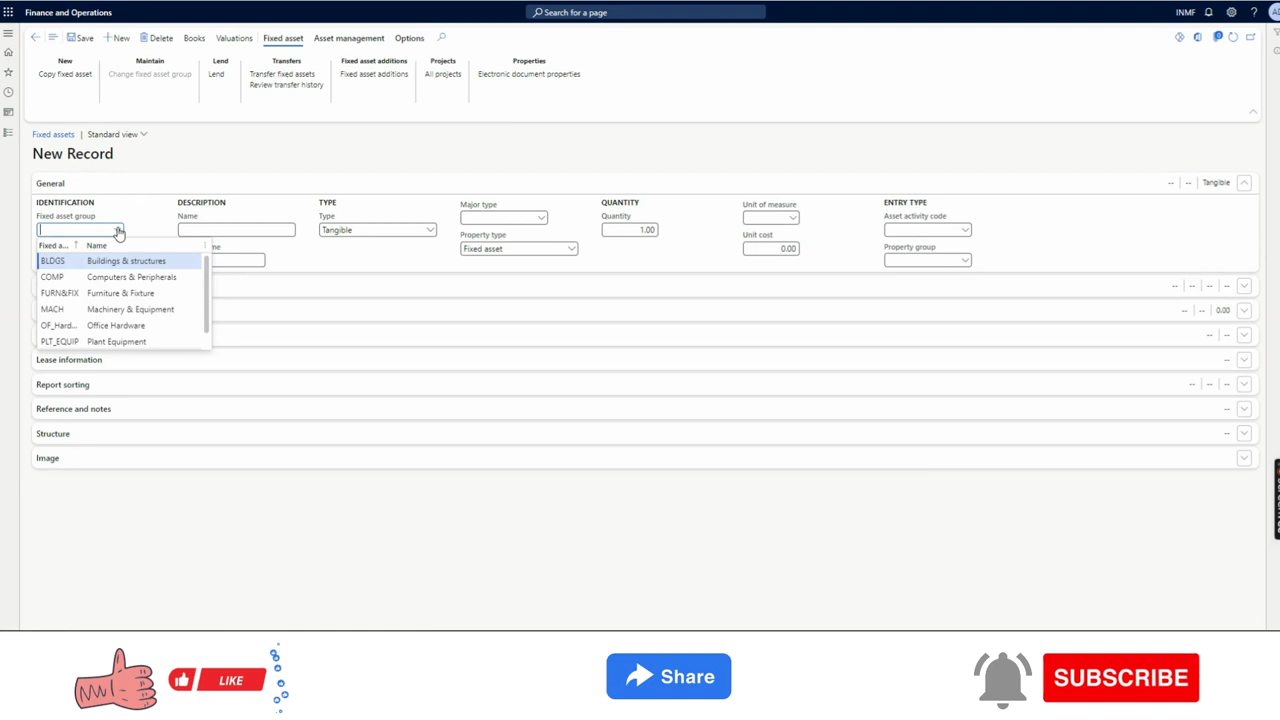 Finance and Operations
Search for a page
INMF
?
Save
New
Delete
Books
Valuations
Fixed asset
Asset management
Options
New
Copy fixed asset
Maintain
Change fixed asset group
Lend
Lend
Transfers
Transfer fixed assets
Review transfer history
Fixed asset additions
Fixed asset additions
Projects
All projects
Properties
Electronic document properties
Fixed assets | Standard view
New Record
General
-- -- Tangible
IDENTIFICATION
Fixed asset group
DESCRIPTION
Name
me
TYPE
Type
Tangible
Major type
Property type
Fixed asset
QUANTITY
Quantity
1.00
Unit of measure
Unit cost
0.00
ENTRY TYPE
Asset activity code
Property group
Fixed a... Name
BLDGS Buildings & structures
COMP Computers & Peripherals
FURN&FIX Furniture & Fixture
MACH Machinery & Equipment
OF_Hard... Office Hardware
PLT_EQUIP Plant Equipment
-- -- -- --
-- -- 0.00
-- --
Lease information --
Report sorting -- -- --
Reference and notes --
Structure --
Image
LIKE
Share
SUBSCRIBE